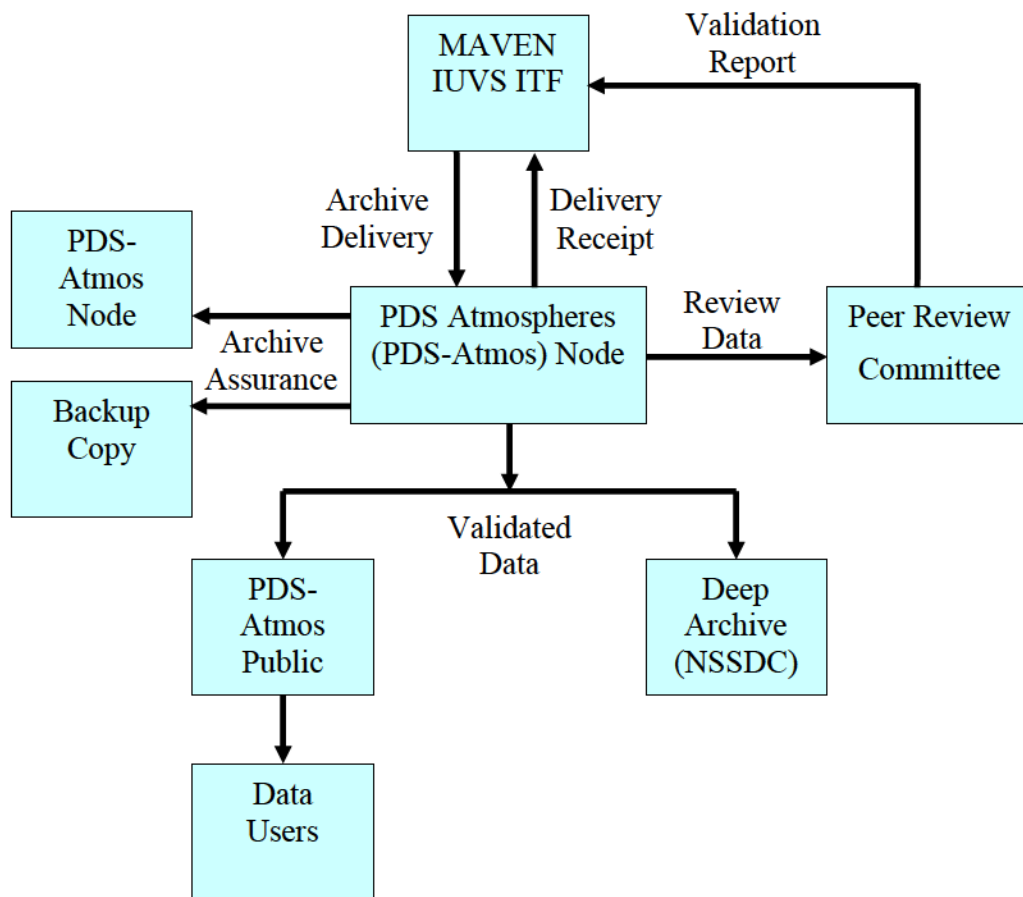 MAVEN
IUVS ITF
Validation
Report
Archive
Delivery
Delivery
Receipt
PDS-
Atmos
Node
PDS Atmospheres
(PDS-Atmos) Node
Review
Data
Peer Review
Committee
Archive
Assurance
Backup
Copy
Validated
Data
PDS-
Atmos
Public
Deep
Archive
(NSSDC)
Data
Users